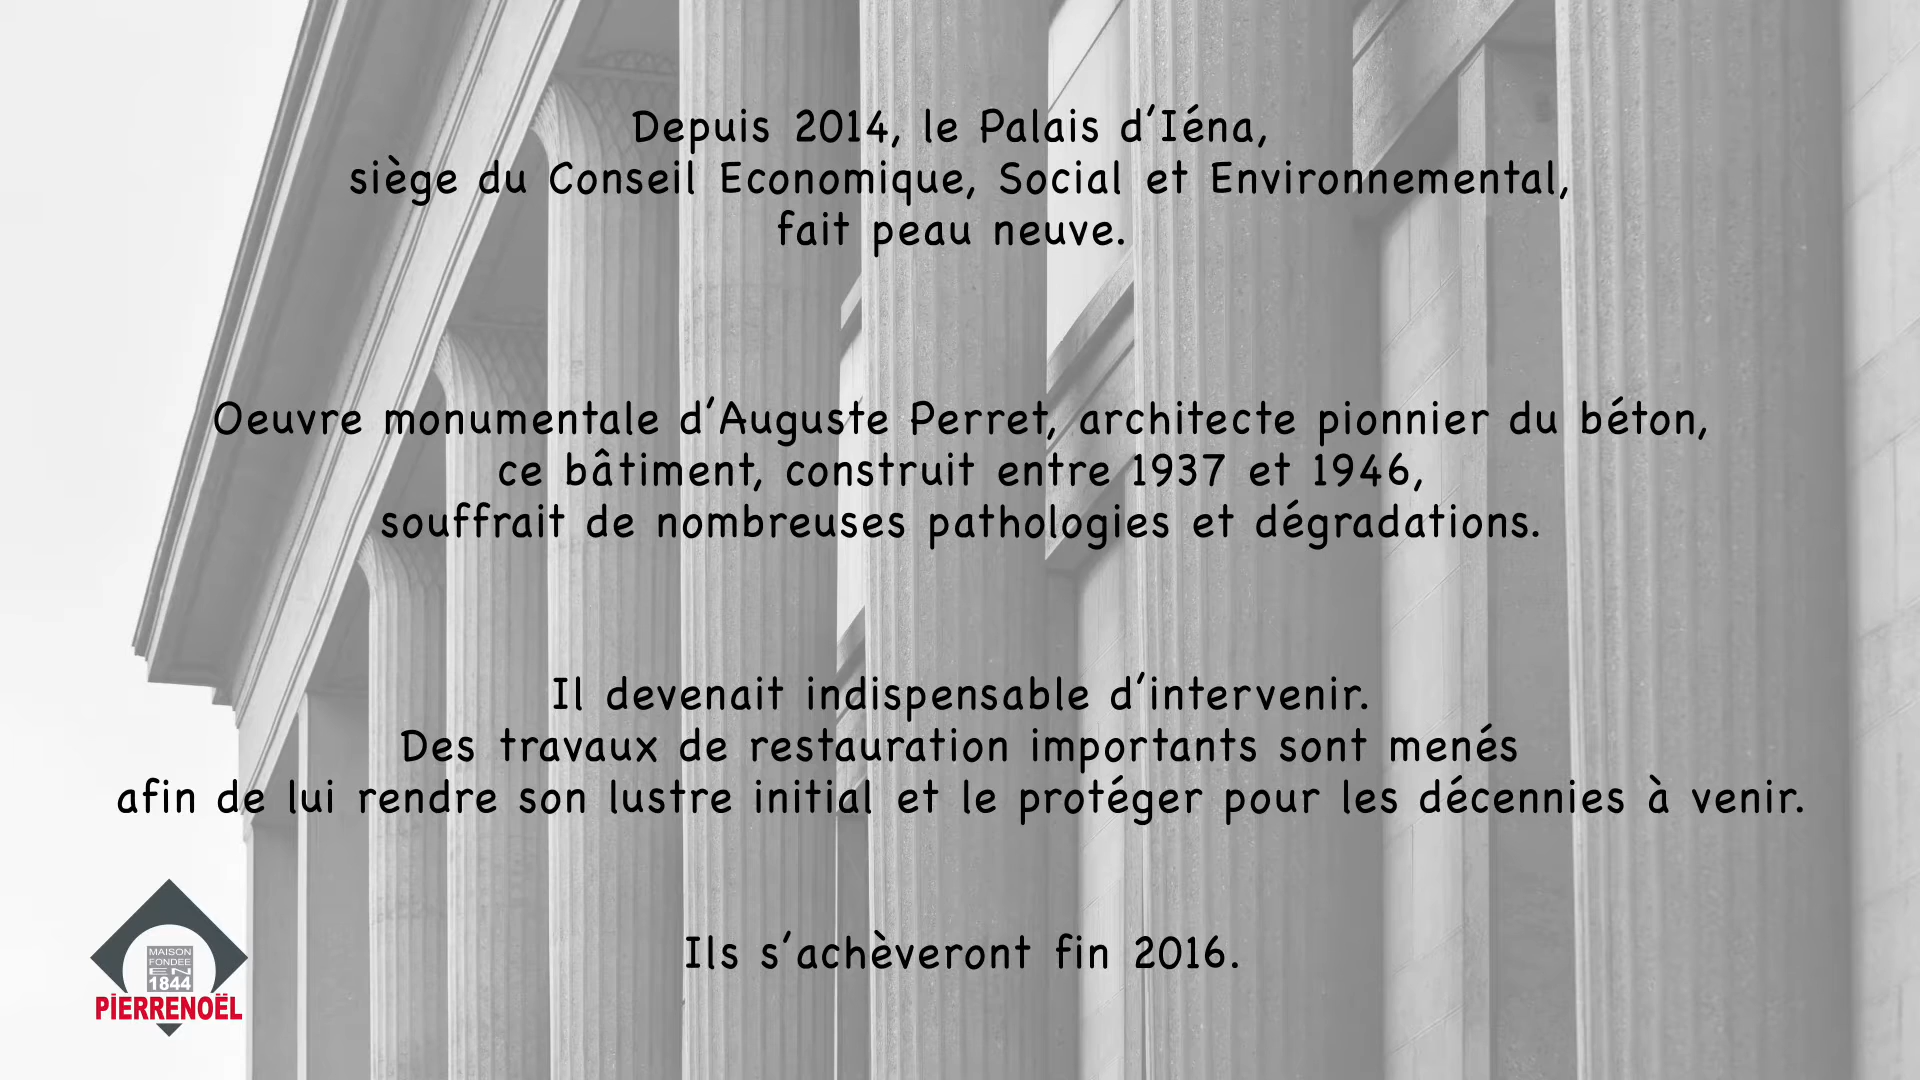 Depuis 2014, le Palais d'Iéna,
siège du Conseil Economique, Social et Environnemental,
fait peau neuve.
Oeuvre monumentale d'Auguste Perret, architecte pionnier du béton,
ce bâtiment, construit entre 1937 et 1946,
souffrait de nombreuses pathologies et dégradations.
Il devenait indispensable d'intervenir.
Des travaux de restauration importants sont menés
afin de lui rendre son lustre initial et le protéger pour les décennies à venir.
Ils s'achèveront fin 2016.
MAISON
FONDEE
EN
1844
PIERRENOËL